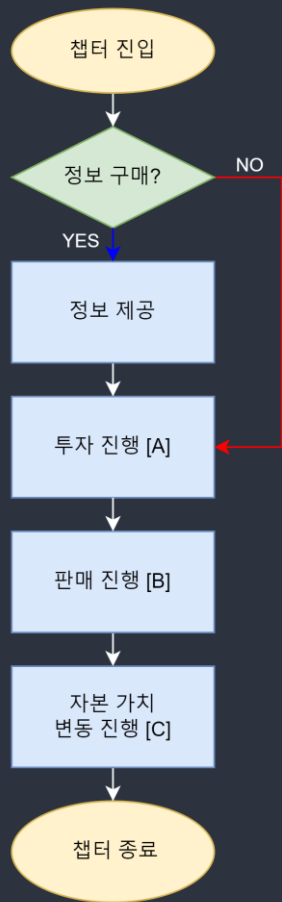 챕터 진입
정보 구매?
NO
YES
정보 제공
투자 진행 [A]
판매 진행 [B]
자본 가치
변동 진행 [C]
챕터 종료